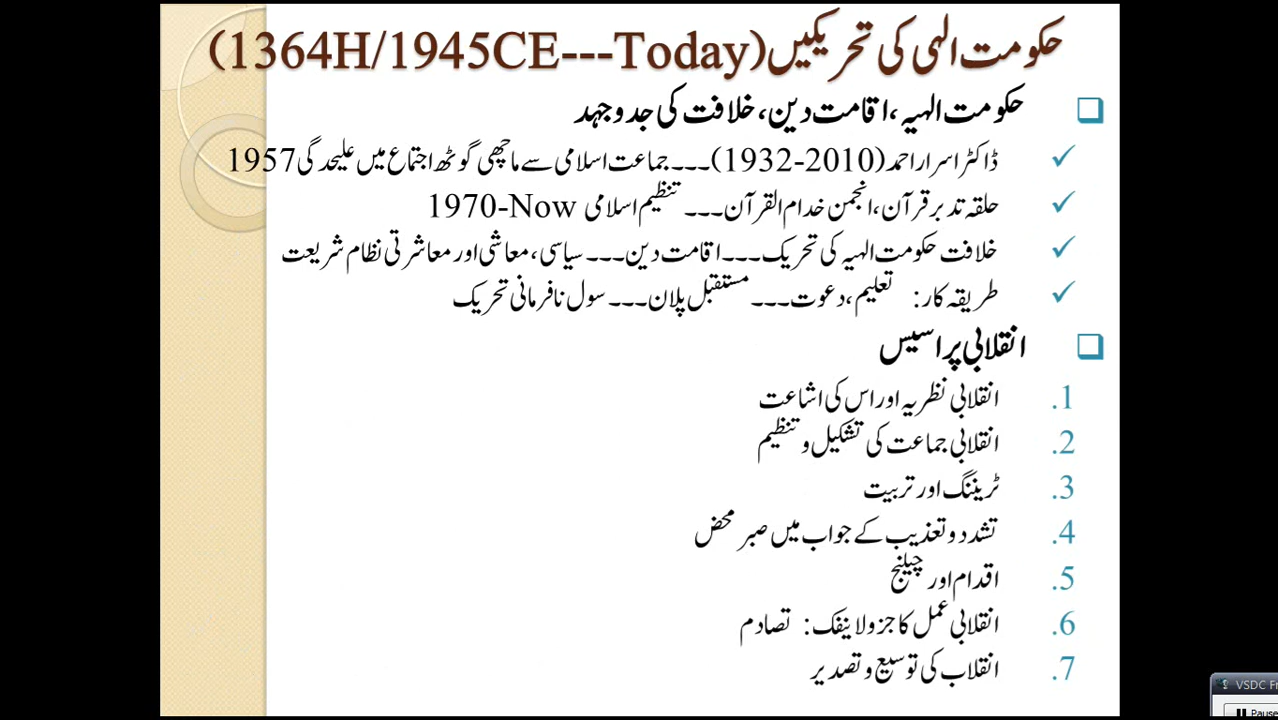 حکومت الہی کی تحریکیں (1364H/1945CE---Today)
حکومت الہیہ، اقامت دین، خلافت کی جدوجہد
ڈاکٹر اسرار احمد (1932-2010)۔۔۔ جماعت اسلامی سے ماچھی گوٹھ اجتماع میں علیحدگی 1957
حلقہ تدبر قرآن، انجمن خدام القرآن۔۔۔ تنظیم اسلامی 1970-Now
خلافت حکومت الہیہ کی تحریک۔۔۔ اقامت دین۔۔۔ سیاسی، معاشی اور معاشرتی نظام شریعت
طریقہ کار: تعلیم، دعوت۔۔۔ مستقبل پلان۔۔۔ سول نافرمانی تحریک
انقلابی پراسیس
1. انقلابی نظریہ اور اس کی اشاعت
2. انقلابی جماعت کی تشکیل و تنظیم
3. ٹریننگ اور تربیت
4. تشدد و تعذیب کے جواب میں صبر محض
5. اقدام اور چیلنج
6. انقلابی عمل کا جزو لا ینفک: تصادم
7. انقلاب کی توسیع و تصدیر
VSDC Fr
Pause